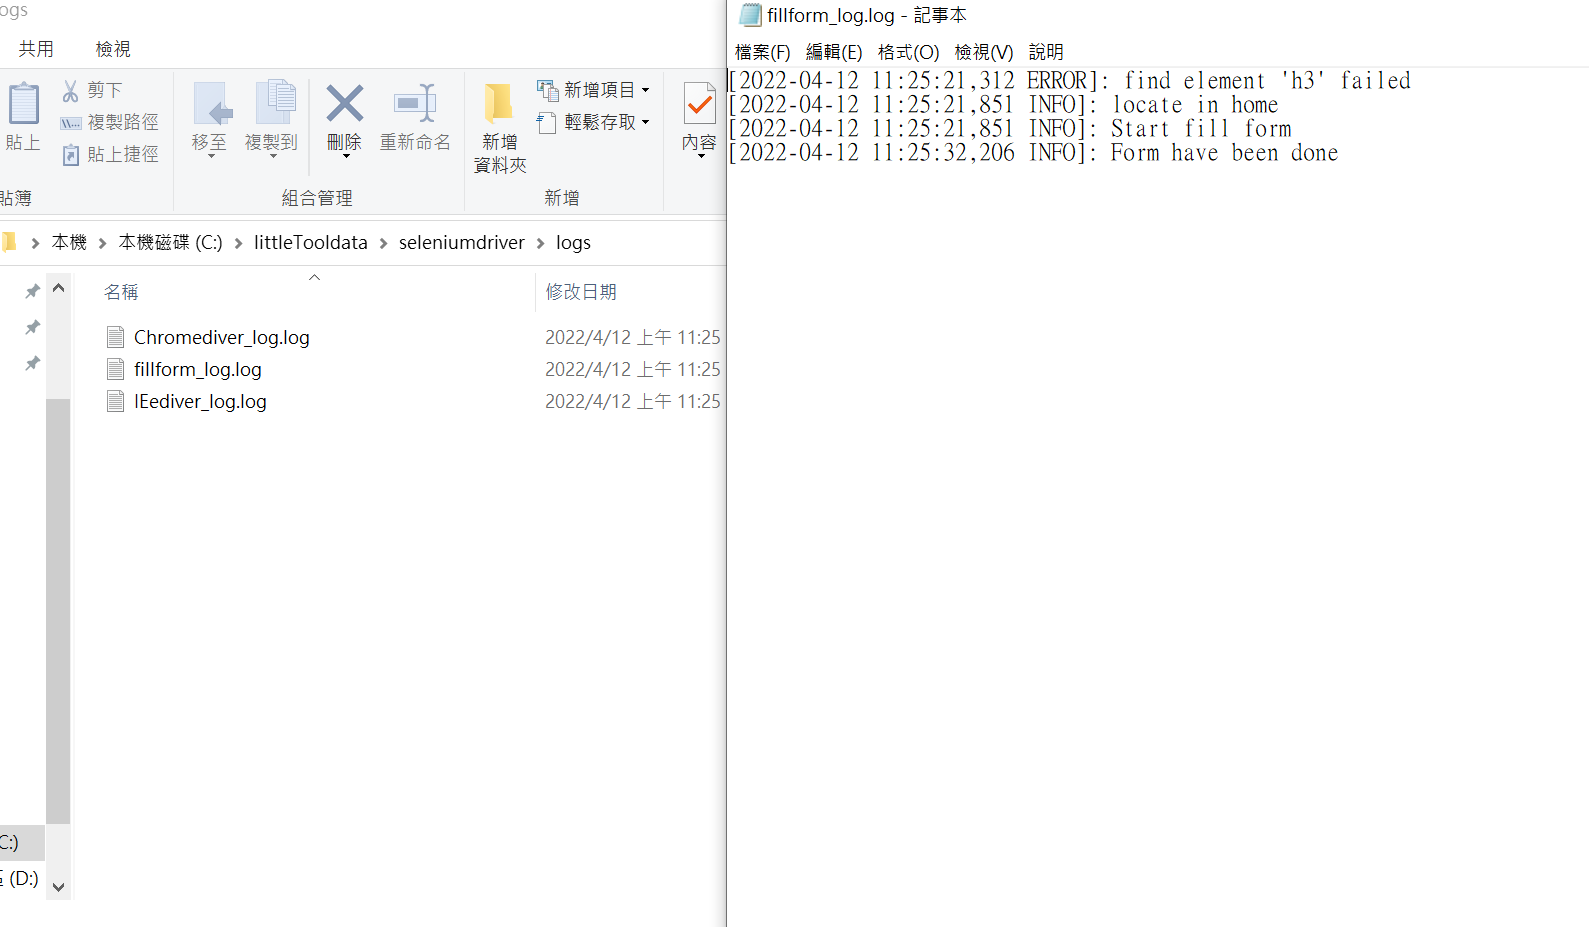 ogs
共用 檢視
貼上
剪下
複製路徑
貼上捷徑
貼簿
移至
複製到
刪除
重新命名
組合管理
新增
資料夾
新增項目
輕鬆存取
新增
內容
本機 > 本機磁碟 (C:) > littleTooldata > seleniumdriver > logs
名稱 修改日期
Chromediver_log.log 2022/4/12 上午 11:25
fillform_log.log 2022/4/12 上午 11:25
IEediver_log.log 2022/4/12 上午 11:25
C:)
(D:)
fillform_log.log - 記事本
檔案(F) 編輯(E) 格式(O) 檢視(V) 說明
[2022-04-12 11:25:21,312 ERROR]: find element 'h3' failed
[2022-04-12 11:25:21,851 INFO]: locate in home
[2022-04-12 11:25:21,851 INFO]: Start fill form
[2022-04-12 11:25:32,206 INFO]: Form have been done